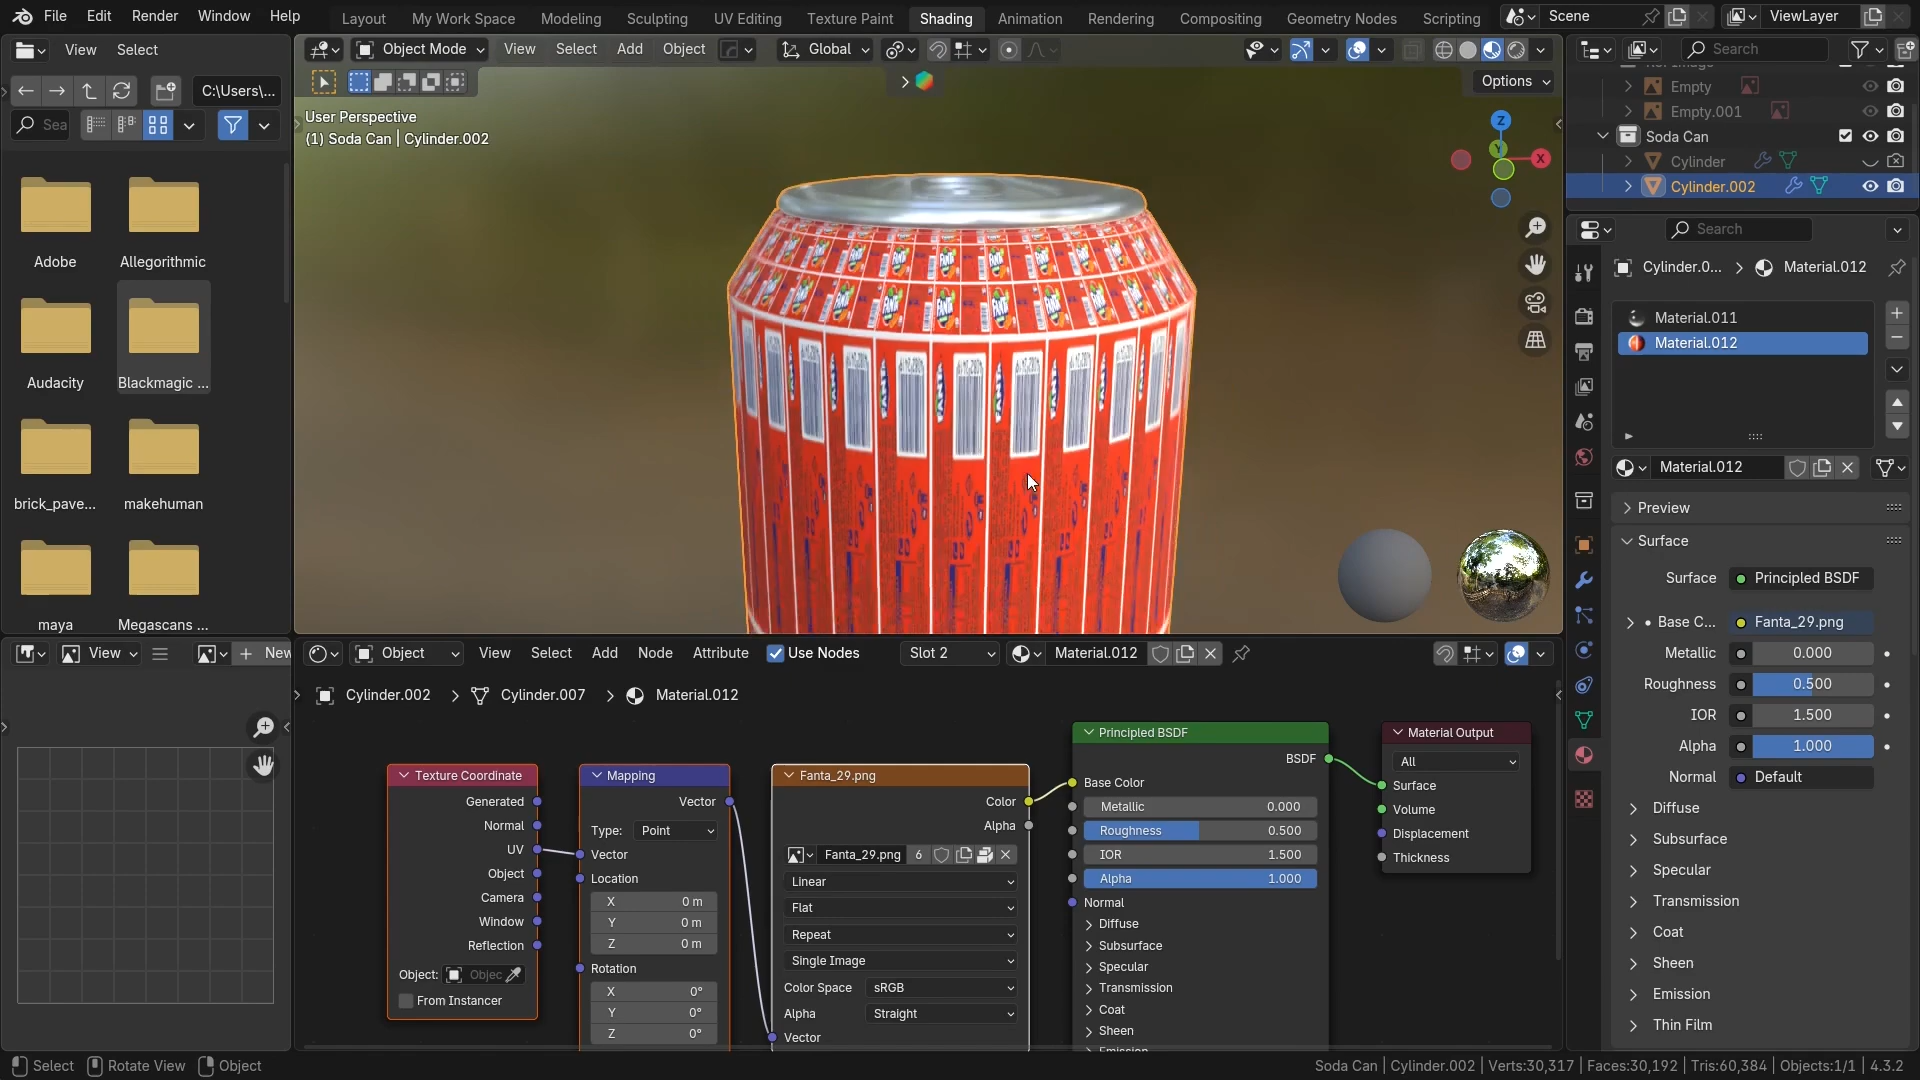 File Edit Render Window Help
Layout My Work Space Modeling Sculpting UV Editing Texture Paint Shading Animation Rendering Compositing Geometry Nodes Scripting
Scene
ViewLayer
View Select
C:\Users\...
Sea
Adobe
Allegorithmic
Audacity
Blackmagic ...
brick_pave...
makehuman
maya
Megascans ...
Object Mode View Select Add Object Global
Options
User Perspective
(1) Soda Can | Cylinder.002
Z
Y
X
FANTA
Search
Empty
Empty.001
Soda Can
Cylinder
Cylinder.002
Search
Cylinder.0... > Material.012
Material.011
Material.012
Material.012
Preview
Surface
Surface Principled BSDF
Base C... Fanta_29.png
Metallic 0.000
Roughness 0.500
IOR 1.500
Alpha 1.000
Normal Default
Diffuse
Subsurface
Specular
Transmission
Coat
Sheen
Emission
Thin Film
View
New
Object View Select Add Node Attribute Use Nodes Slot 2 Material.012
Cylinder.002 > Cylinder.007 > Material.012
Texture Coordinate
Generated
Normal
UV
Object
Camera
Window
Reflection
Object: Objec
From Instancer
Mapping
Vector
Type: Point
Vector
Location
X 0 m
Y 0 m
Z 0 m
Rotation
X 0°
Y 0°
Z 0°
Fanta_29.png
Color
Alpha
Fanta_29.png 6
Linear
Flat
Repeat
Single Image
Color Space sRGB
Alpha Straight
Vector
Principled BSDF
BSDF
Base Color
Metallic 0.000
Roughness 0.500
IOR 1.500
Alpha 1.000
Normal
Diffuse
Subsurface
Specular
Transmission
Coat
Sheen
Material Output
All
Surface
Volume
Displacement
Thickness
Select Rotate View Object
Soda Can | Cylinder.002 | Verts:30,317 | Faces:30,192 | Tris:60,384 | Objects:1/1 | 4.3.2